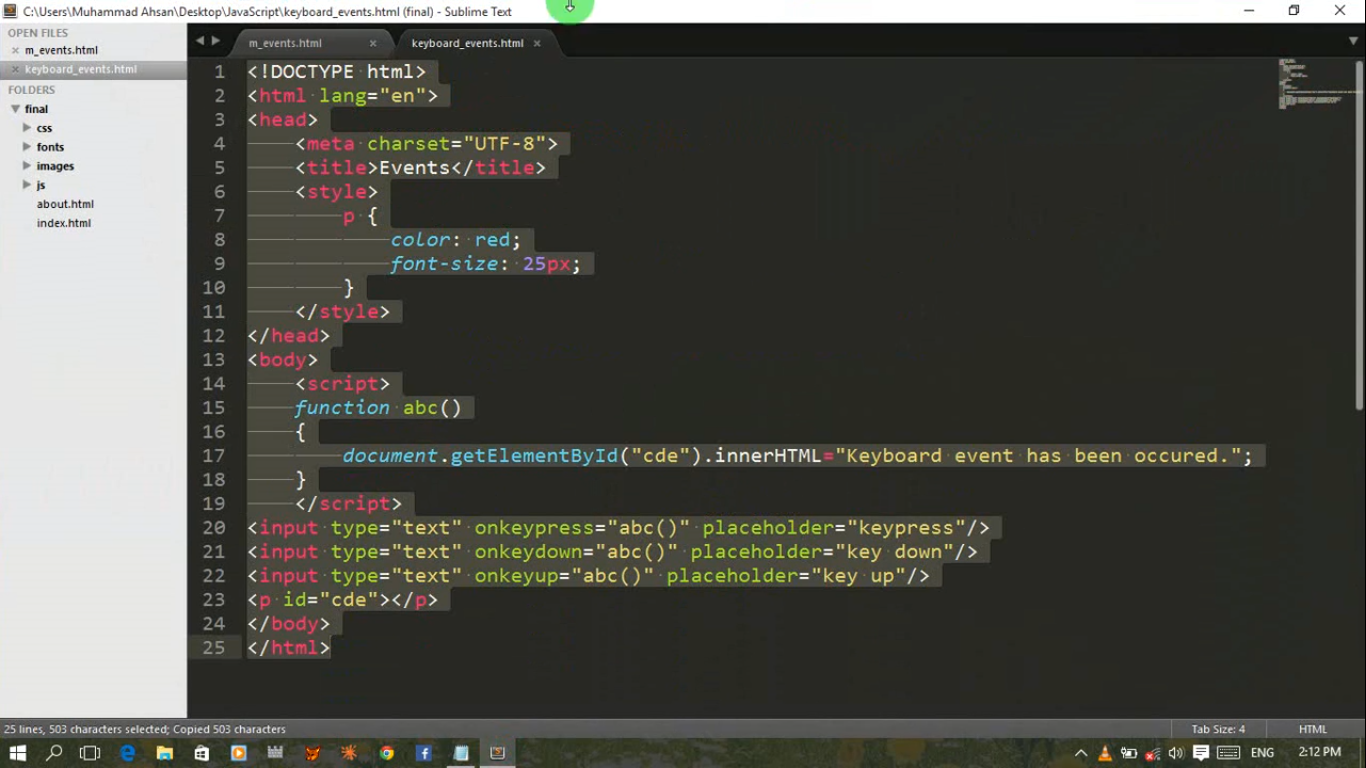 C:\Users\Muhammad Ahsan\Desktop\JavaScript\keyboard_events.html (final) - Sublime Text
OPEN FILES
m_events.html
keyboard_events.html
FOLDERS
final
css
fonts
images
js
about.html
index.html
m_events.html
keyboard_events.html
1 <!DOCTYPE html>
2 <html lang="en">
3 <head>
4 <meta charset="UTF-8">
5 <title>Events</title>
6 <style>
7 p {
8 color: red;
9 font-size: 25px;
10 }
11 </style>
12 </head>
13 <body>
14 <script>
15 function abc()
16 {
17 document.getElementById("cde").innerHTML="Keyboard event has been occured.";
18 }
19 </script>
20 <input type="text" onkeypress="abc()" placeholder="keypress"/>
21 <input type="text" onkeydown="abc()" placeholder="key down"/>
22 <input type="text" onkeyup="abc()" placeholder="key up"/>
23 <p id="cde"></p>
24 </body>
25 </html>
25 lines, 503 characters selected; Copied 503 characters
Tab Size: 4
HTML
ENG
2:12 PM